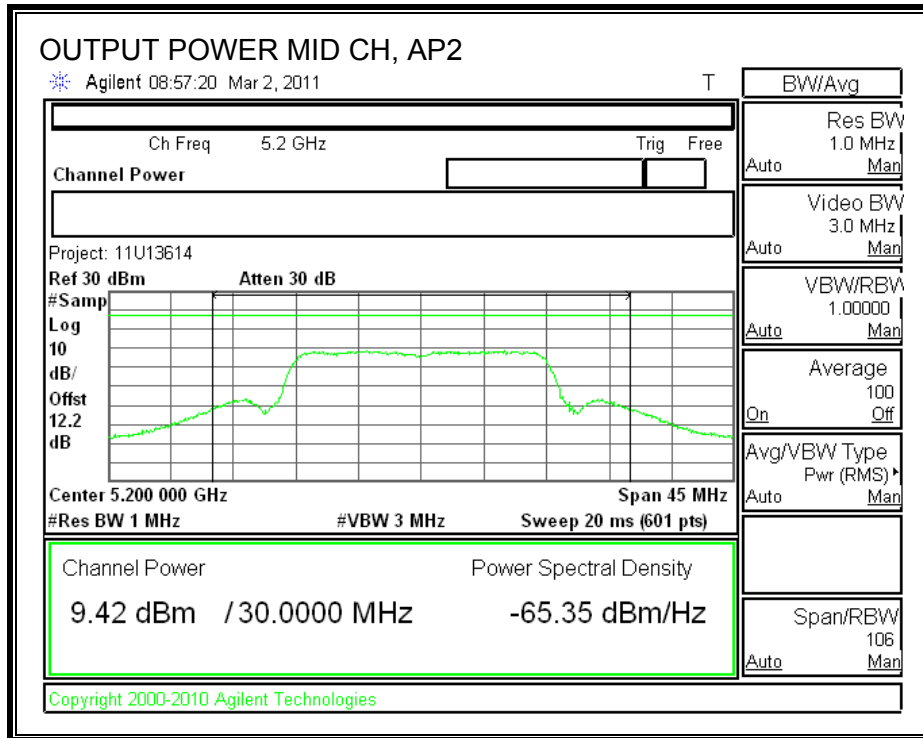 OUTPUT POWER MID CH, AP2
Agilent 08:57:20 Mar 2, 2011 T
Ch Freq 5.2 GHz Trig Free
Channel Power
Project: 11U13614
Ref 30 dBm Atten 30 dB
#Samp
Log
10
dB/
Offst
12.2
dB
Center 5.200 000 GHz Span 45 MHz
#Res BW 1 MHz #VBW 3 MHz Sweep 20 ms (601 pts)
Channel Power Power Spectral Density
9.42 dBm / 30.0000 MHz -65.35 dBm/Hz
Copyright 2000-2010 Agilent Technologies
BW/Avg
Res BW
1.0 MHz
Auto Man
Video BW
3.0 MHz
Auto Man
VBW/RBW
1.00000
Auto Man
Average
100
On Off
Avg/VBW Type
Pwr (RMS)
Auto Man
Span/RBW
106
Auto Man